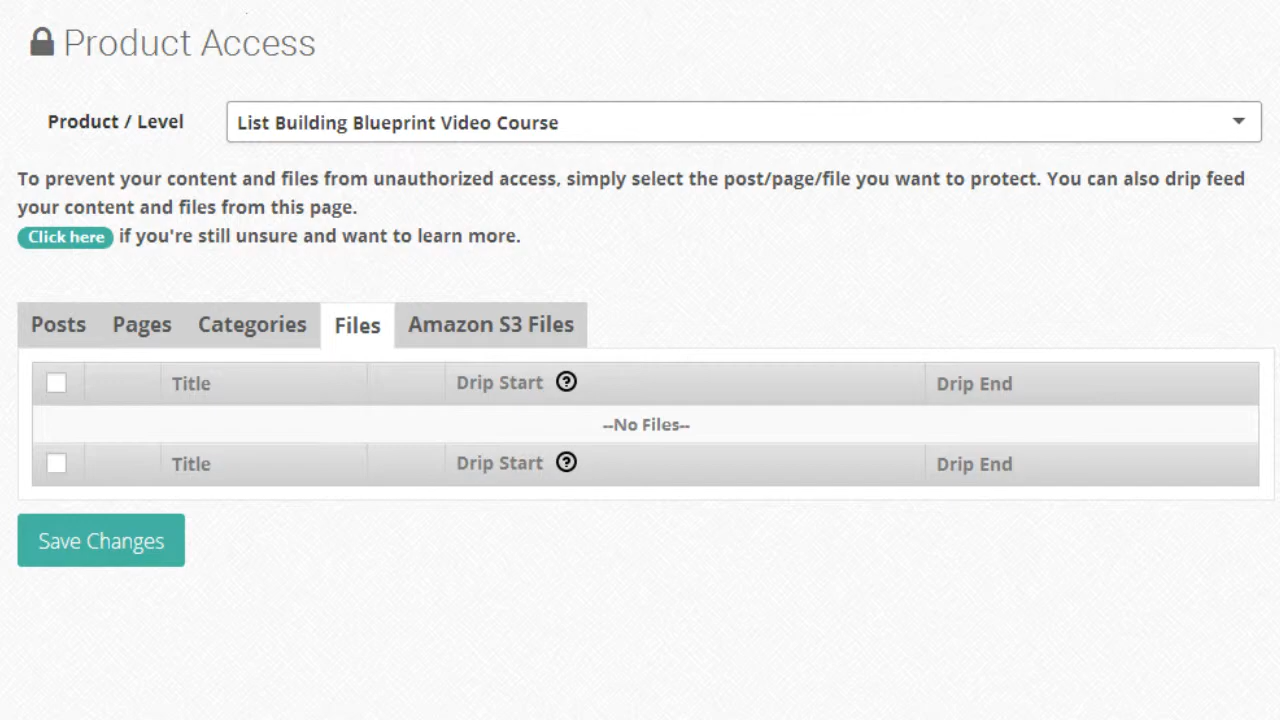 Product Access
Product / Level
List Building Blueprint Video Course
To prevent your content and files from unauthorized access, simply select the post/page/file you want to protect. You can also drip feed
your content and files from this page.
Click here if you're still unsure and want to learn more.
Posts Pages Categories Files Amazon S3 Files
Title Drip Start ? Drip End
--No Files--
Title Drip Start ? Drip End
Save Changes